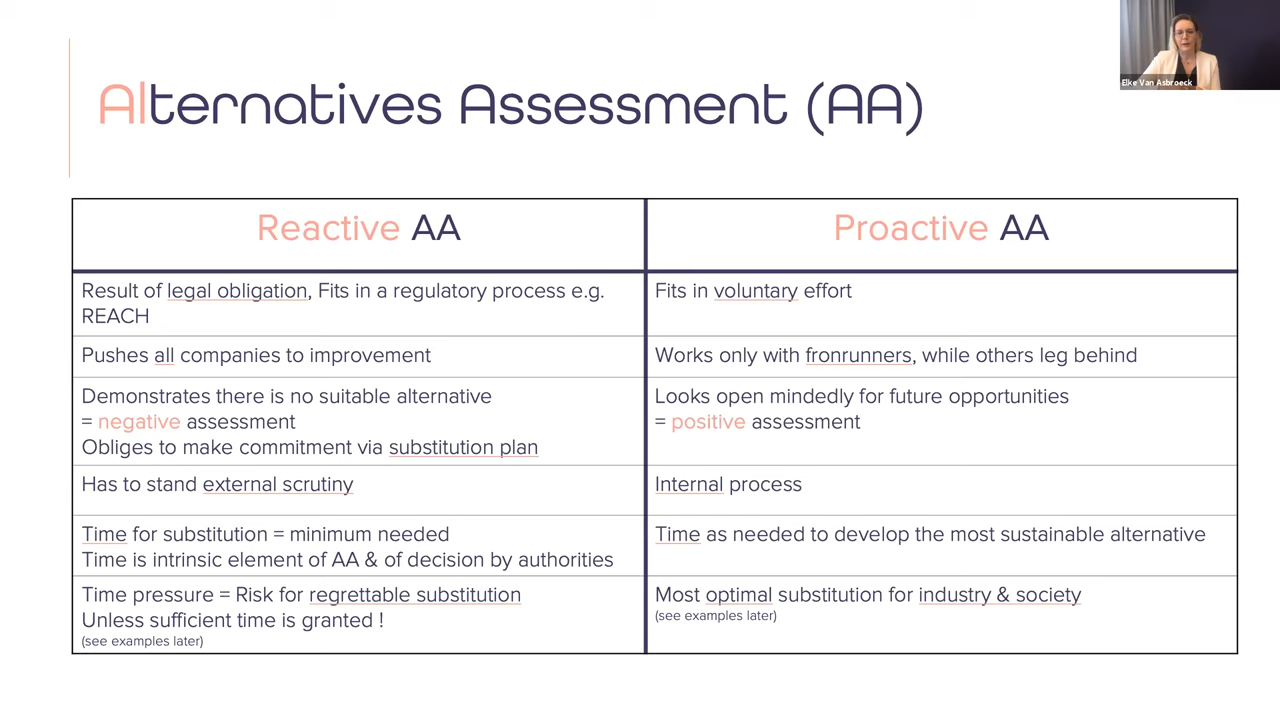 Elke Van Asbroeck
Alternatives Assessment (AA)
Reactive AA
Proactive AA
Result of legal obligation, Fits in a regulatory process e.g.
REACH
Fits in voluntary effort
Pushes all companies to improvement
Works only with fronrunners, while others leg behind
Demonstrates there is no suitable alternative
= negative assessment
Obliges to make commitment via substitution plan
Looks open mindedly for future opportunities
= positive assessment
Has to stand external scrutiny
Internal process
Time for substitution = minimum needed
Time is intrinsic element of AA & of decision by authorities
Time as needed to develop the most sustainable alternative
Time pressure = Risk for regrettable substitution
Unless sufficient time is granted !
(see examples later)
Most optimal substitution for industry & society
(see examples later)